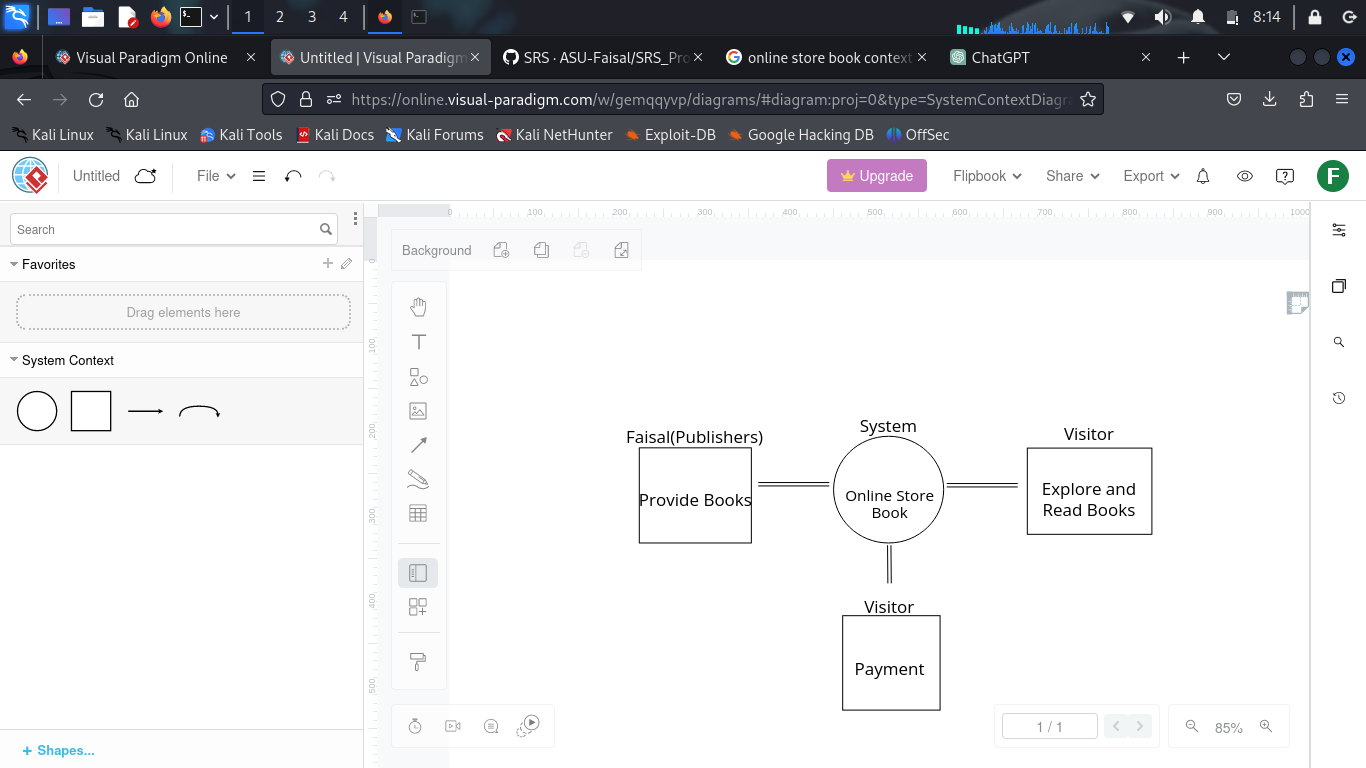 1 2 3 4 8:14
Visual Paradigm Online Untitled | Visual Paradigm SRS · ASU-Faisal/SRS_Pro online store book context ChatGPT
https://online.visual-paradigm.com/w/gemqqyvp/diagrams/#diagram:proj=0&type=SystemContextDiagra
Kali Linux Kali Linux Kali Tools Kali Docs Kali Forums Kali NetHunter Exploit-DB Google Hacking DB OffSec
Untitled File Upgrade Flipbook Share Export F
Search
0 100 200 300 400 500 600 700 800 900 1000
Background
Favorites
Drag elements here
System Context
0
100
200
300
400
500
System
Faisal(Publishers) Visitor
Provide Books
Online Store
Book
Explore and
Read Books
Visitor
Payment
1 / 1 85%
+ Shapes...